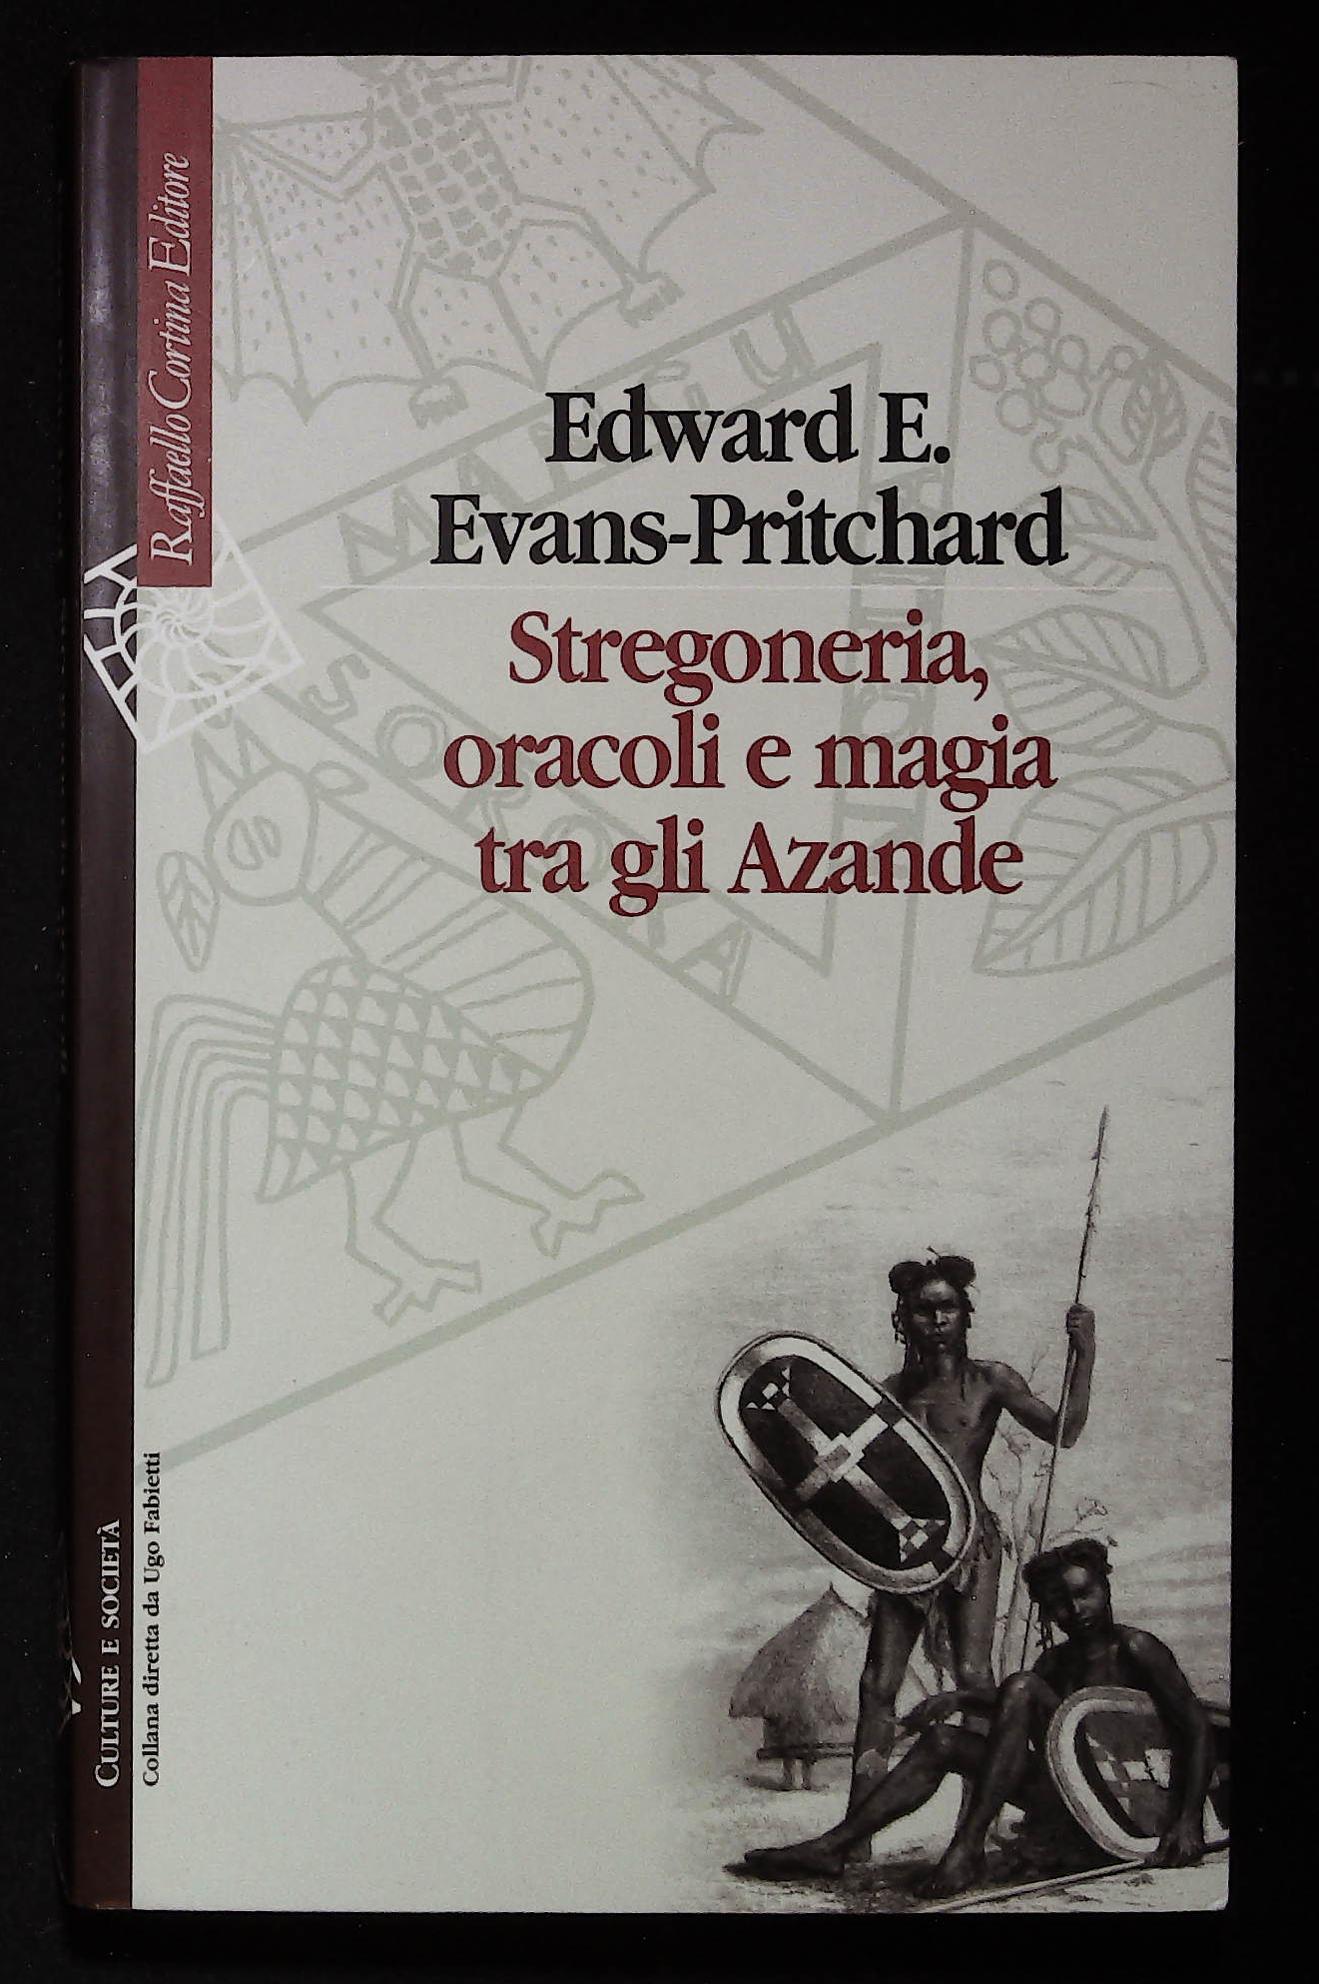 Raffaello Cortina Editore
Edward E.
Evans-Pritchard
Stregoneria,
oracoli e magia
tra gli Azande
CULTURE E SOCIETÀ
Collana diretta da Ugo Fabietti
SOROKA